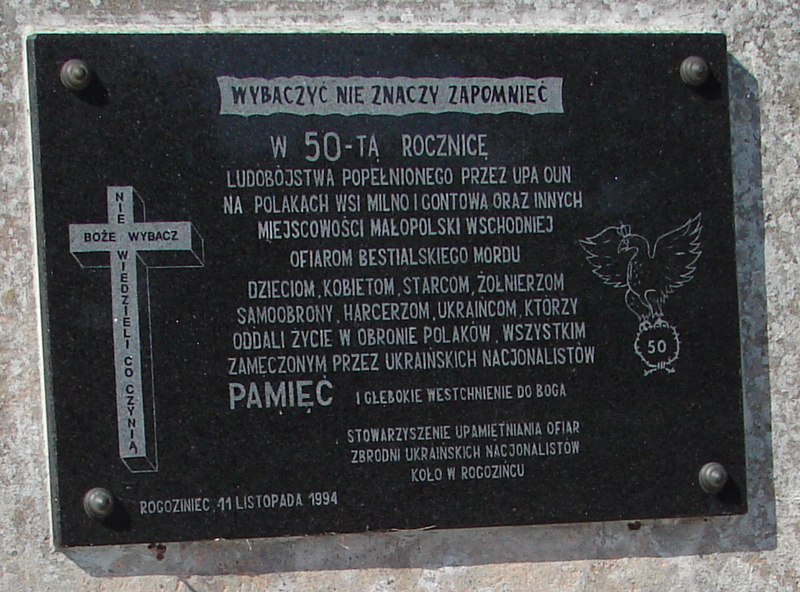 WYBACZYĆ NIE ZNACZY ZAPOMNIEĆ
W 50-TĄ ROCZNICĘ
LUDOBÓJSTWA POPEŁNIONEGO PRZEZ UPA OUN
NA POLAKACH WSI MILNO I GONTOWA ORAZ INNYCH
MIEJSCOWOŚCI MAŁOPOLSKI WSCHODNIEJ
OFIAROM BESTIALSKIEGO MORDU
DZIECIOM, KOBIETOM, STARCOM, ŻOŁNIERZOM
SAMOOBRONY, HARCERZOM, UKRAIŃCOM, KTÓRZY
ODDALI ŻYCIE W OBRONIE POLAKÓW, WSZYSTKIM
ZAMĘCZONYM PRZEZ UKRAIŃSKICH NACJONALISTÓW
PAMIĘĆ I GŁĘBOKIE WESTCHNIENIE DO BOGA
BOŻE WYBACZ
NIE WIEDZIELI CO CZYNIĄ
50
STOWARZYSZENIE UPAMIĘTNIANIA OFIAR
ZBRODNI UKRAIŃSKICH NACJONALISTÓW
KOŁO W ROGOZIŃCU
ROGOZINIEC, 11 LISTOPADA 1994